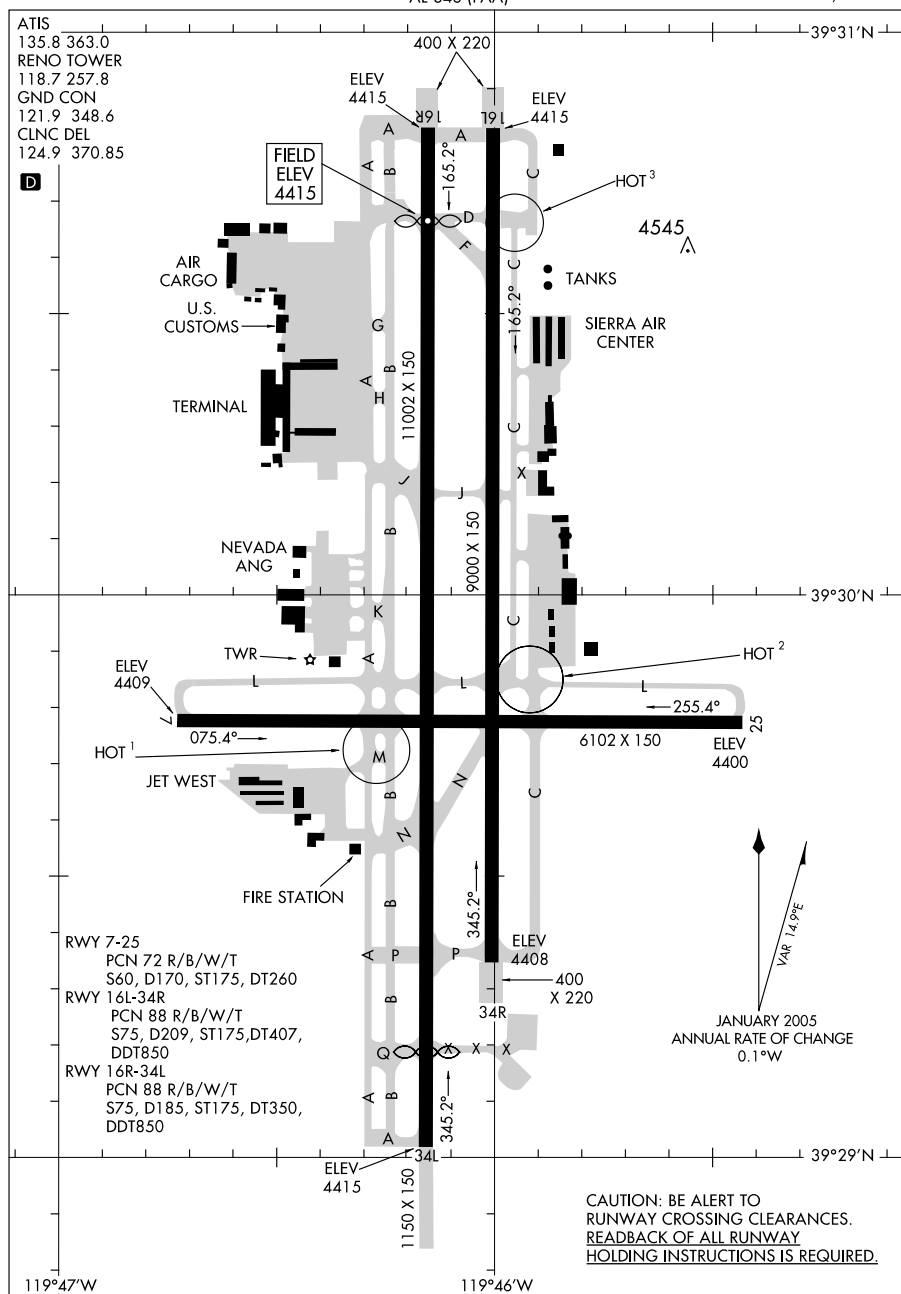 AL-346 (FAA)
ATIS
135.8 363.0
RENO TOWER
118.7 257.8
GND CON
121.9 348.6
CLNC DEL
124.9 370.85
D
400 X 220
39°31'N
ELEV
4415
16R
16L
ELEV
4415
A
A
A
B
C
165.2°
FIELD
ELEV
4415
HOT 3
D
F
4545
AIR
CARGO
C
TANKS
U.S.
CUSTOMS
165.2°
SIERRA AIR
CENTER
G
B
A
11002 X 150
H
TERMINAL
C
X
J
J
9000 X 150
B
NEVADA
ANG
39°30'N
K
C
TWR
A
HOT 2
ELEV
4409
L
L
L
7
255.4°
25
075.4°
6102 X 150
ELEV
4400
HOT 1
M
JET WEST
N
B
C
N
FIRE STATION
345.2°
B
VAR 14.9°E
RWY 7-25
PCN 72 R/B/W/T
S60, D170, ST175, DT260
RWY 16L-34R
PCN 88 R/B/W/T
S75, D209, ST175,DT407,
DDT850
RWY 16R-34L
PCN 88 R/B/W/T
S75, D185, ST175, DT350,
DDT850
A
P
P
ELEV
4408
400
X 220
B
34R
JANUARY 2005
ANNUAL RATE OF CHANGE
0.1°W
Q
X
X
X
A
B
345.2°
A
34L
39°29'N
ELEV
4415
1150 X 150
CAUTION: BE ALERT TO
RUNWAY CROSSING CLEARANCES.
READBACK OF ALL RUNWAY
HOLDING INSTRUCTIONS IS REQUIRED.
119°47'W
119°46'W